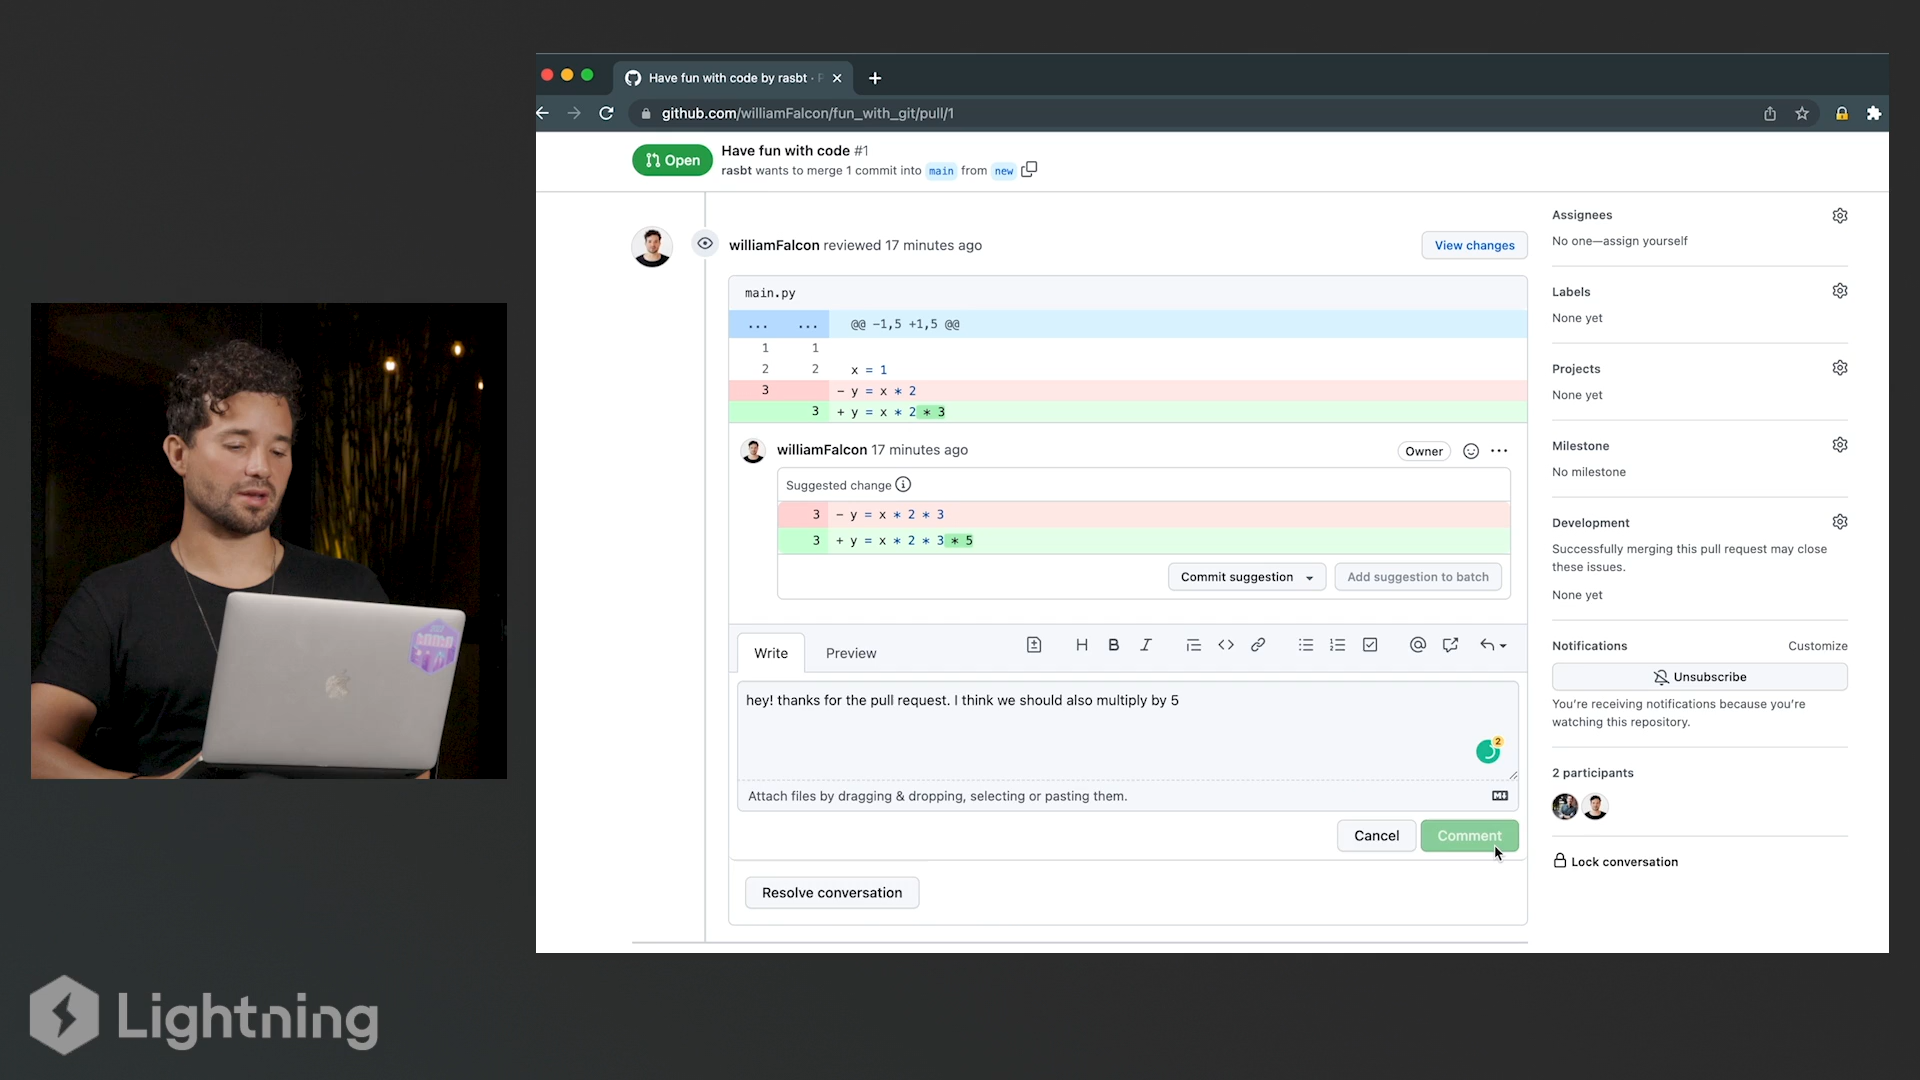 Have fun with code by rasbt · P
github.com/williamFalcon/fun_with_git/pull/1
Open
Have fun with code #1
rasbt wants to merge 1 commit into main from new
williamFalcon reviewed 17 minutes ago
View changes
main.py
... ... @@ -1,5 +1,5 @@
1 1
2 2 x = 1
3 - y = x * 2
3 + y = x * 2 * 3
williamFalcon 17 minutes ago
Owner
Suggested change
3 - y = x * 2 * 3
3 + y = x * 2 * 3 * 5
Commit suggestion
Add suggestion to batch
Write
Preview
hey! thanks for the pull request. I think we should also multiply by 5
2
Attach files by dragging & dropping, selecting or pasting them.
Cancel
Comment
Resolve conversation
Assignees
No one—assign yourself
Labels
None yet
Projects
None yet
Milestone
No milestone
Development
Successfully merging this pull request may close
these issues.
None yet
Notifications
Customize
Unsubscribe
You’re receiving notifications because you’re
watching this repository.
2 participants
Lock conversation
Lightning